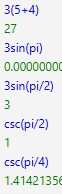 3(5+4)
27
3sin(pi)
0.00000000
3sin(pi/2)
3
csc(pi/2)
1
csc(pi/4)
1.41421356